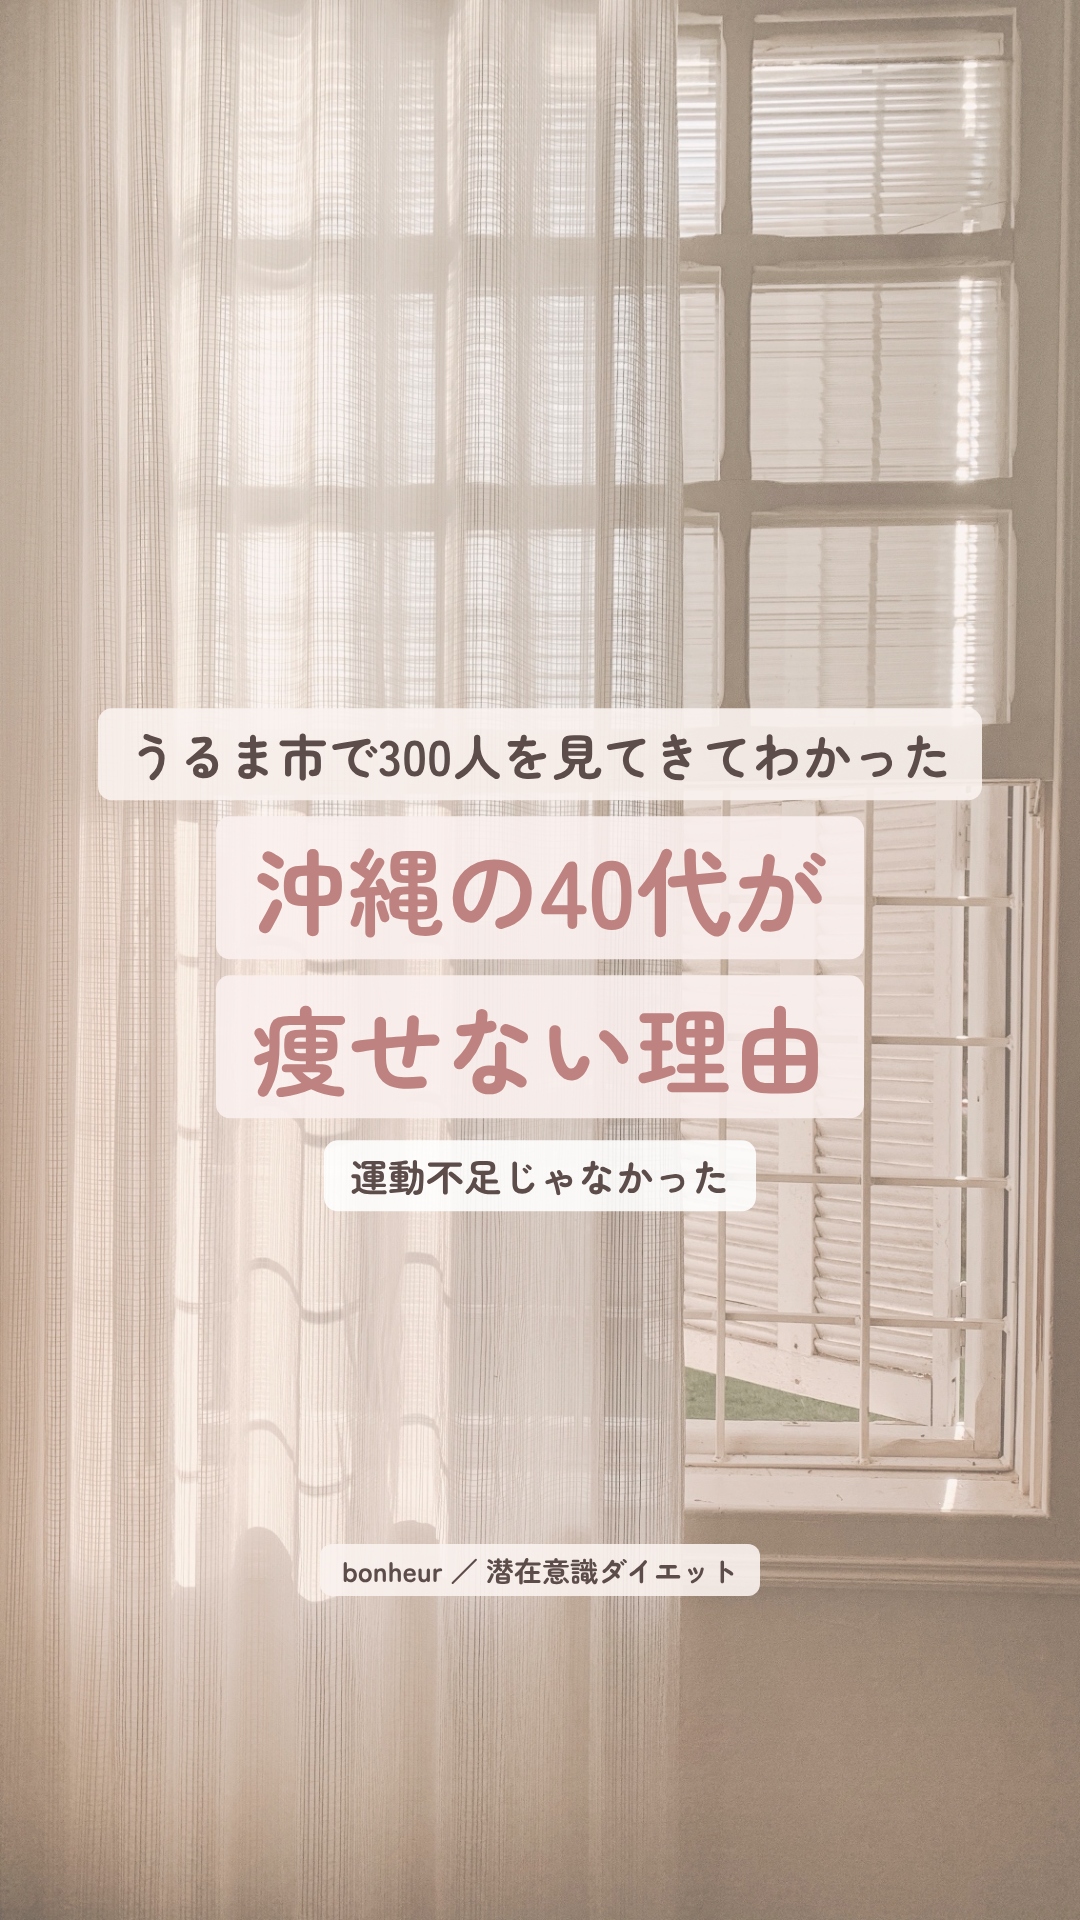 うるま市で300人を見てきてわかった
沖縄の40代が
痩せない理由
運動不足じゃなかった
bonheur ／ 潜在意識ダイエット